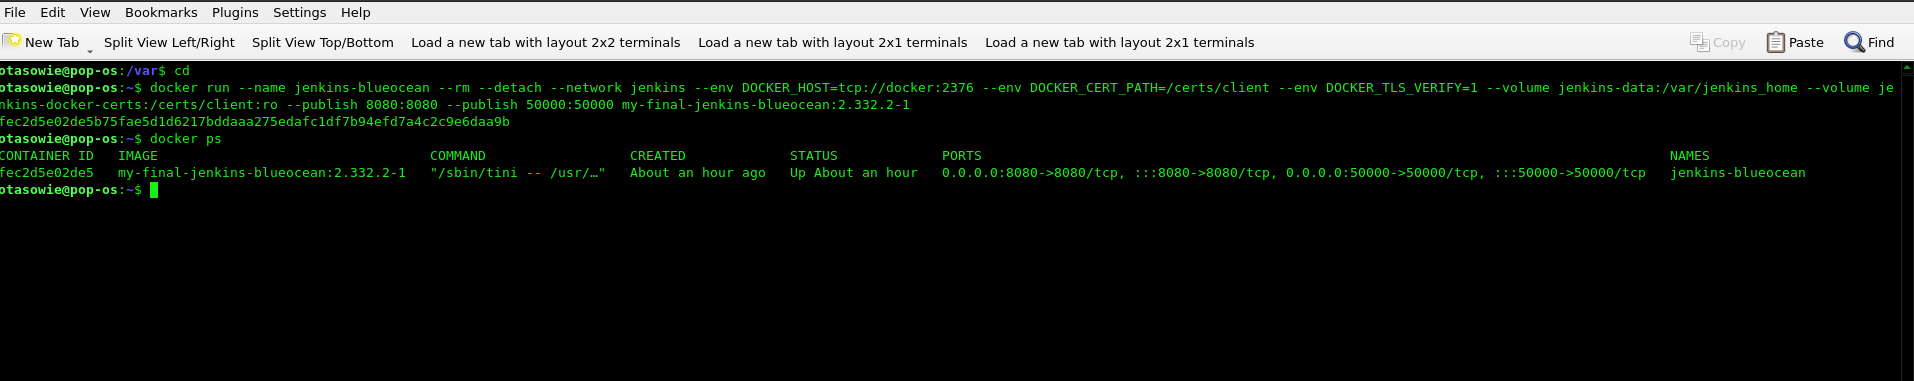 File Edit View Bookmarks Plugins Settings Help
New Tab Split View Left/Right Split View Top/Bottom Load a new tab with layout 2x2 terminals Load a new tab with layout 2x1 terminals Load a new tab with layout 2x1 terminals Copy Paste Find
otasowie@pop-os:/var$ cd
otasowie@pop-os:~$ docker run --name jenkins-blueocean --rm --detach --network jenkins --env DOCKER_HOST=tcp://docker:2376 --env DOCKER_CERT_PATH=/certs/client --env DOCKER_TLS_VERIFY=1 --volume jenkins-data:/var/jenkins_home --volume je
nkins-docker-certs:/certs/client:ro --publish 8080:8080 --publish 50000:50000 my-final-jenkins-blueocean:2.332.2-1
fec2d5e02de5b75fae5d1d6217bddaaa275edafc1df7b94efd7a4c2c9e6daa9b
otasowie@pop-os:~$ docker ps
CONTAINER ID IMAGE COMMAND CREATED STATUS PORTS NAMES
fec2d5e02de5 my-final-jenkins-blueocean:2.332.2-1 "/sbin/tini -- /usr/…" About an hour ago Up About an hour 0.0.0.0:8080->8080/tcp, :::8080->8080/tcp, 0.0.0.0:50000->50000/tcp, :::50000->50000/tcp jenkins-blueocean
otasowie@pop-os:~$